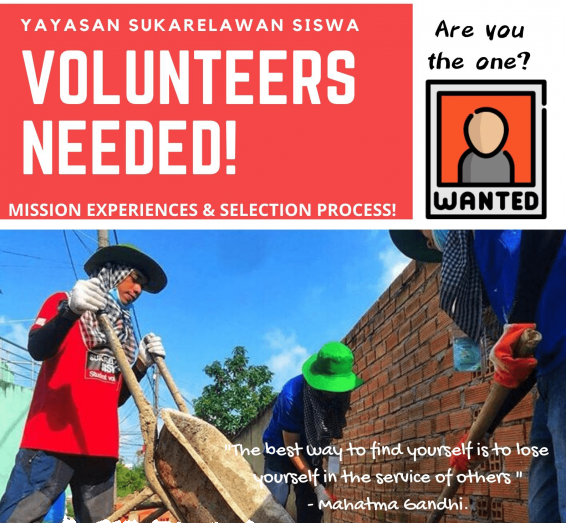 YAYASAN SUKARELAWAN SISWA
VOLUNTEERS
NEEDED!
MISSION EXPERIENCES & SELECTION PROCESS!
Are you
the one?
WANTED
"The best way to find yourself is to lose
yourself in the service of others "
- Mahatma Gandhi.